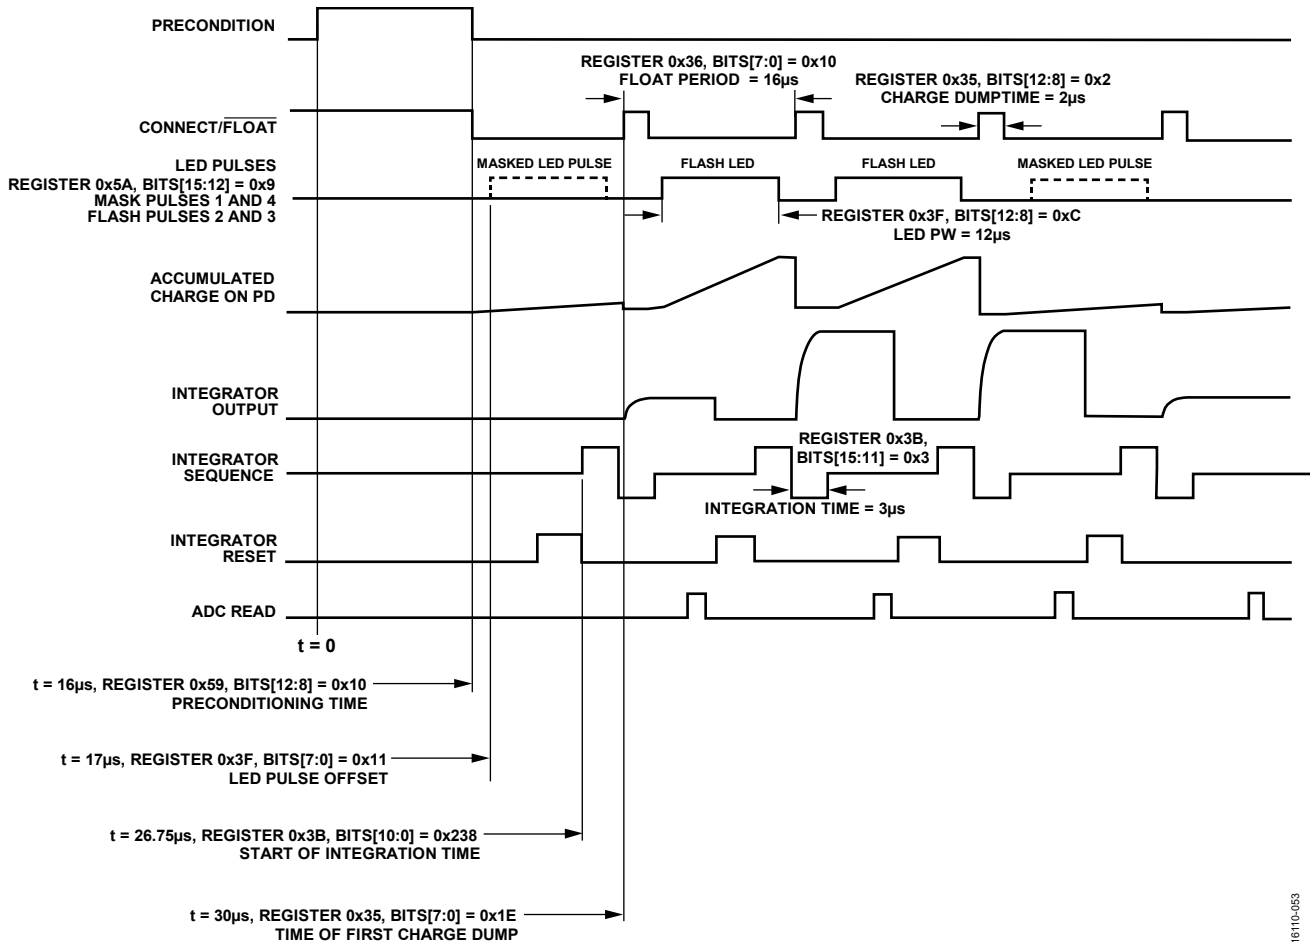 PRECONDITION
REGISTER 0x36, BITS[7:0] = 0x10
FLOAT PERIOD = 16µs
REGISTER 0x35, BITS[12:8] = 0x2
CHARGE DUMPTIME = 2µs
CONNECT/FLOAT
LED PULSES
REGISTER 0x5A, BITS[15:12] = 0x9
MASK PULSES 1 AND 4
FLASH PULSES 2 AND 3
MASKED LED PULSE
FLASH LED
FLASH LED
MASKED LED PULSE
REGISTER 0x3F, BITS[12:8] = 0xC
LED PW = 12µs
ACCUMULATED
CHARGE ON PD
INTEGRATOR
OUTPUT
REGISTER 0x3B,
BITS[15:11] = 0x3
INTEGRATOR
SEQUENCE
INTEGRATION TIME = 3µs
INTEGRATOR
RESET
ADC READ
t = 0
t = 16µs, REGISTER 0x59, BITS[12:8] = 0x10
PRECONDITIONING TIME
t = 17µs, REGISTER 0x3F, BITS[7:0] = 0x11
LED PULSE OFFSET
t = 26.75µs, REGISTER 0x3B, BITS[10:0] = 0x238
START OF INTEGRATION TIME
t = 30µs, REGISTER 0x35, BITS[7:0] = 0x1E
TIME OF FIRST CHARGE DUMP
16110-053